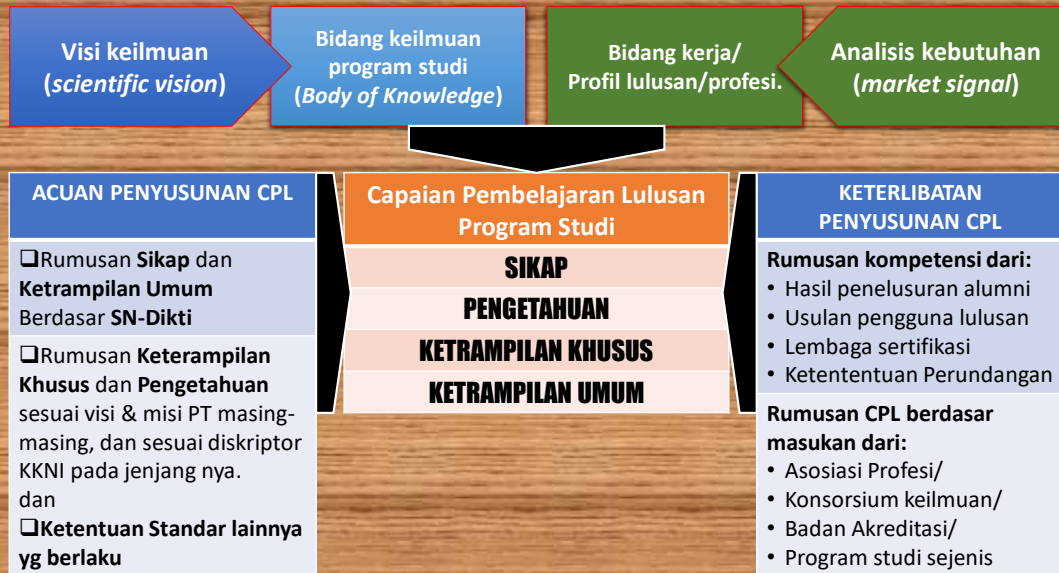 Visi keilmuan
(scientific vision)
Bidang keilmuan
program studi
(Body of Knowledge)
Bidang kerja/
Profil lulusan/profesi.
Analisis kebutuhan
(market signal)
ACUAN PENYUSUNAN CPL
❑Rumusan Sikap dan
Ketrampilan Umum
Berdasar SN-Dikti
❑Rumusan Keterampilan
Khusus dan Pengetahuan
sesuai visi & misi PT masing-
masing, dan sesuai diskriptor
KKNI pada jenjang nya.
dan
❑Ketentuan Standar lainnya
yg berlaku
Capaian Pembelajaran Lulusan
Program Studi
SIKAP
PENGETAHUAN
KETRAMPILAN KHUSUS
KETRAMPILAN UMUM
KETERLIBATAN
PENYUSUNAN CPL
Rumusan kompetensi dari:
• Hasil penelusuran alumni
• Usulan pengguna lulusan
• Lembaga sertifikasi
• Ketententuan Perundangan
Rumusan CPL berdasar
masukan dari:
• Asosiasi Profesi/
• Konsorsium keilmuan/
• Badan Akreditasi/
• Program studi sejenis